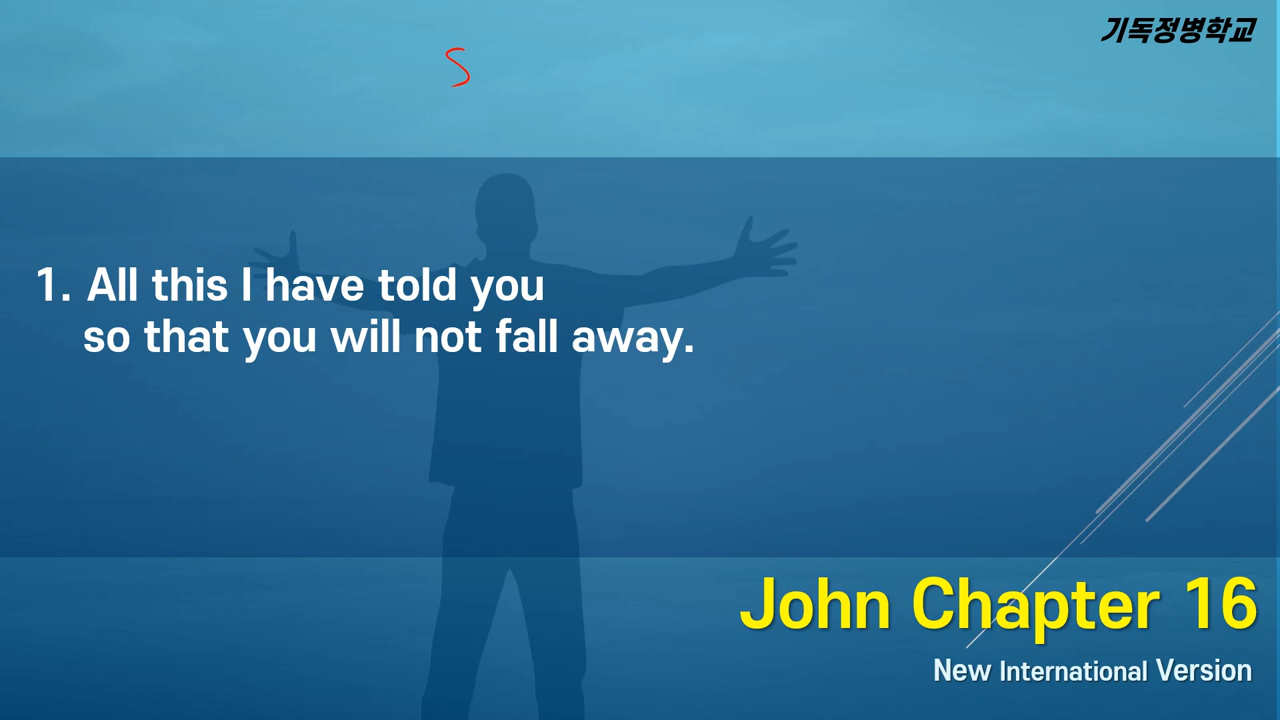 기독정병학교
S
1. All this I have told you
so that you will not fall away.
John Chapter 16
New International Version